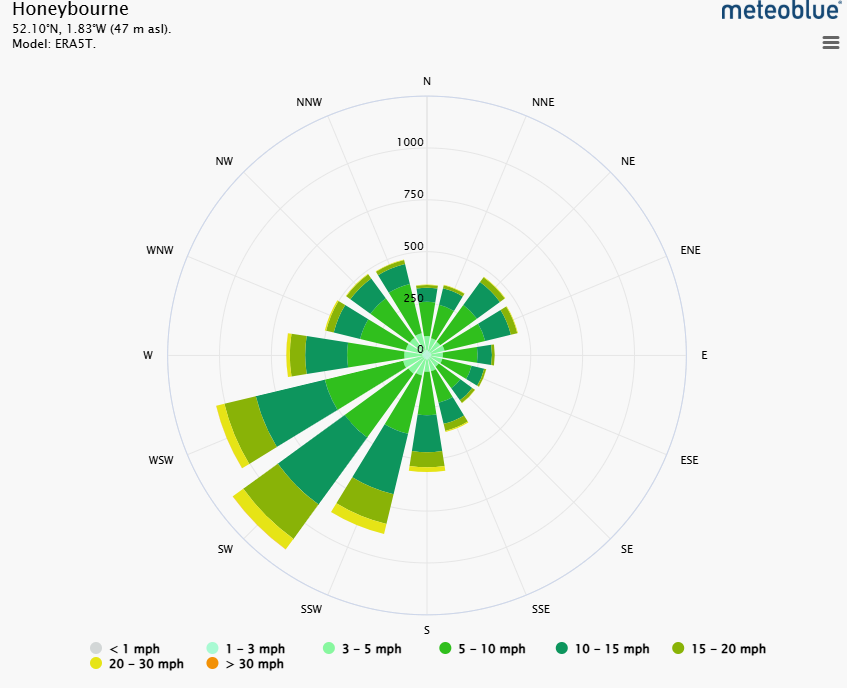 Honeybourne
meteoblue®
52.10°N, 1.83°W (47 m asl).
Model: ERA5T.
N
NNW
NNE
1000
NW
NE
750
500
WNW
ENE
250
0
W
E
WSW
ESE
SW
SE
SSW
SSE
S
< 1 mph
1 – 3 mph
3 – 5 mph
5 – 10 mph
10 – 15 mph
15 – 20 mph
20 – 30 mph
> 30 mph